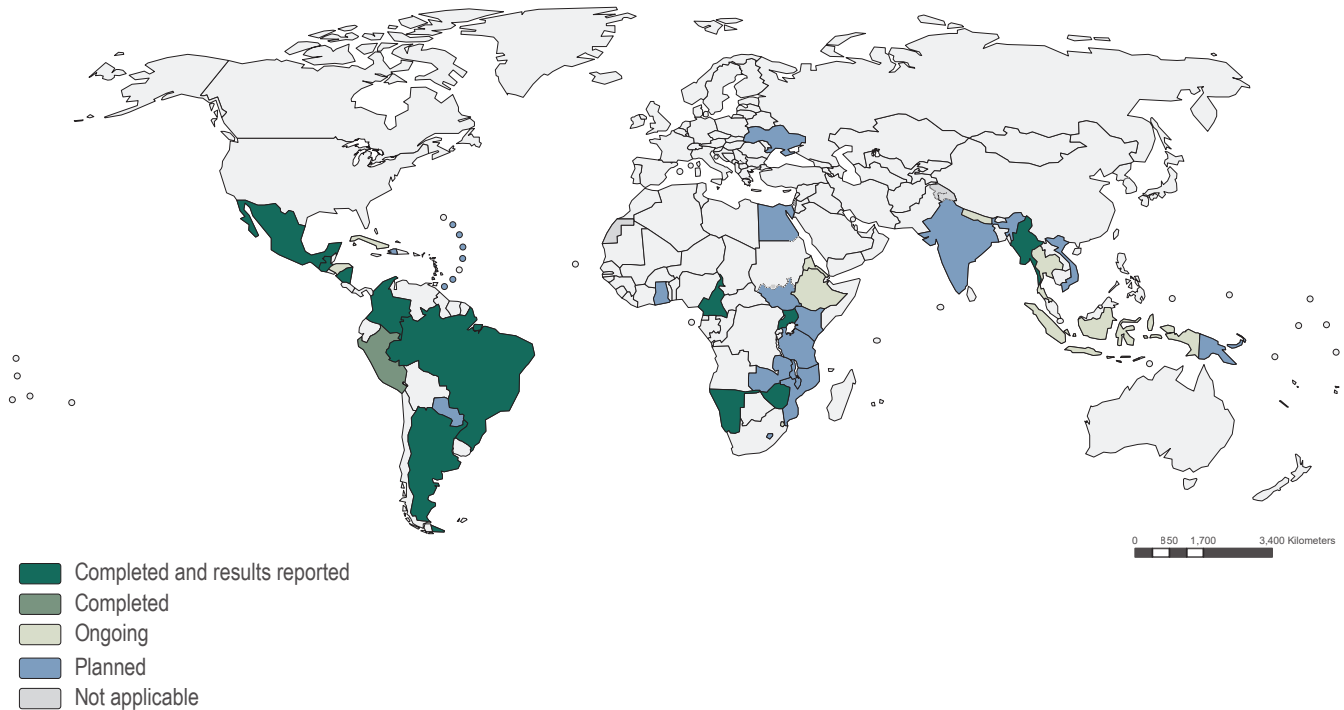 0 850 1,700 3,400 Kilometers
Completed and results reported
Completed
Ongoing
Planned
Not applicable